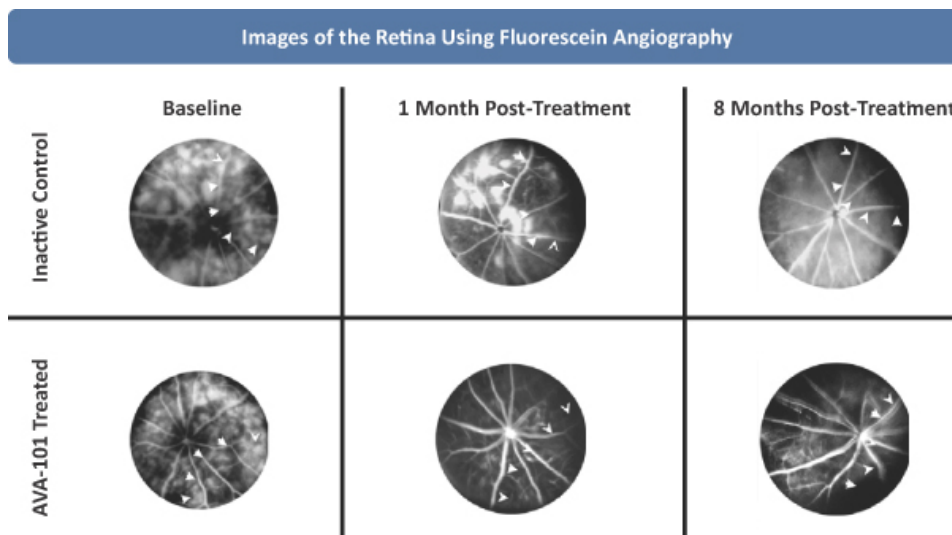 Images of the Retina Using Fluorescein Angiography
Baseline
1 Month Post-Treatment
8 Months Post-Treatment
Inactive Control
AVA-101 Treated